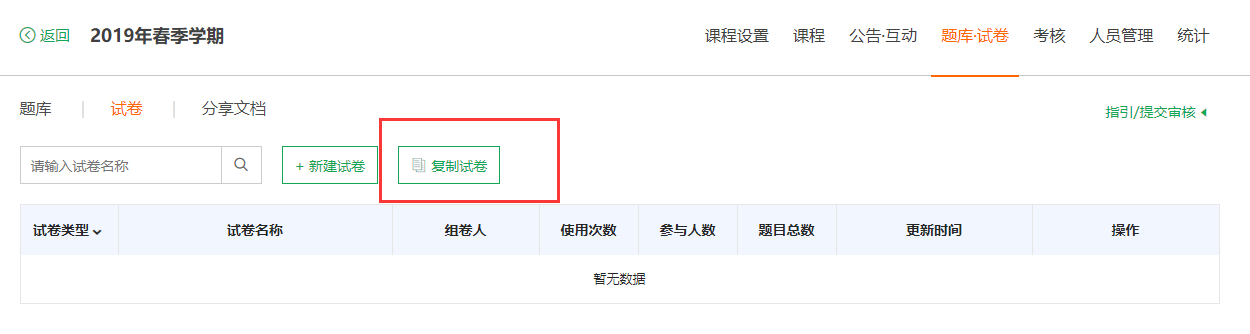 返回 2019年春季学期 课程设置 课程 公告·互动 题库·试卷 考核 人员管理 统计
题库 试卷 分享文档 指引/提交审核
请输入试卷名称 + 新建试卷 复制试卷
试卷类型 试卷名称 组卷人 使用次数 参与人数 题目总数 更新时间 操作
暂无数据